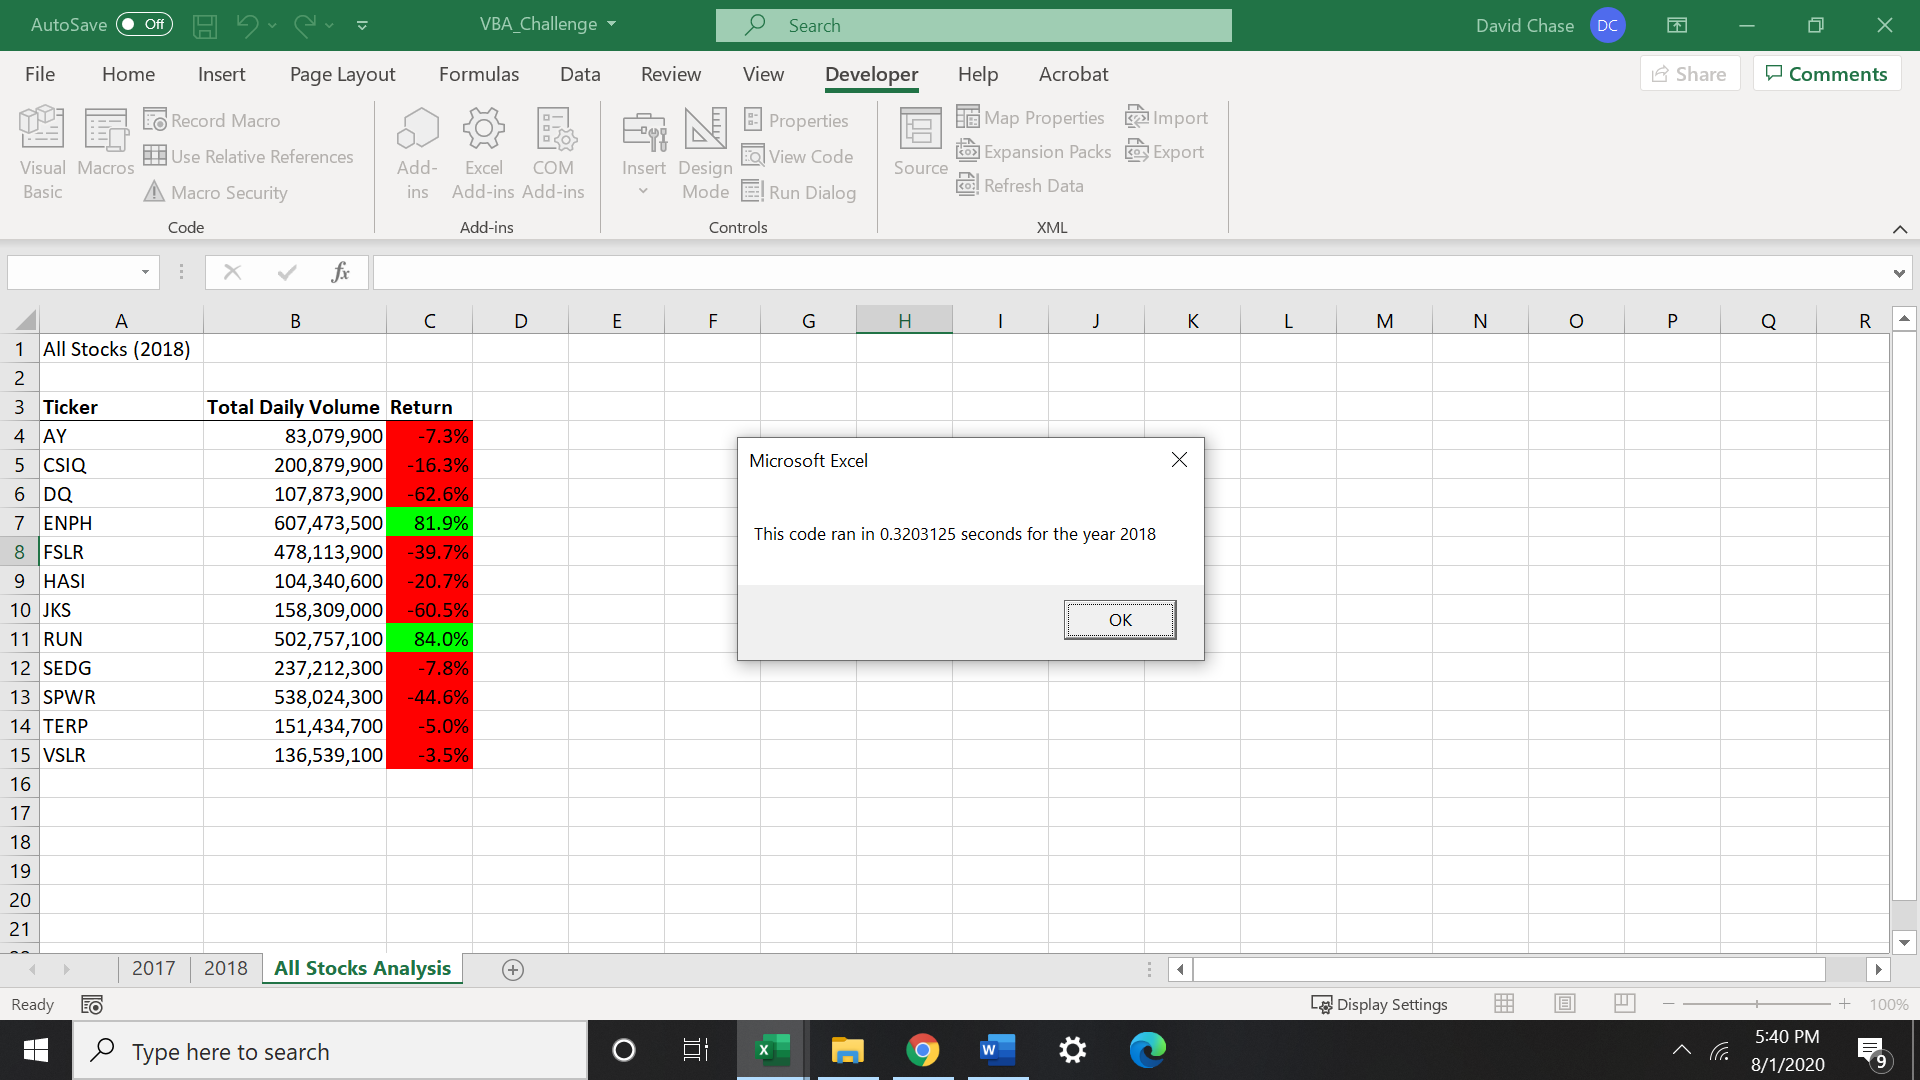 AutoSave Off VBA_Challenge Search David Chase DC
File Home Insert Page Layout Formulas Data Review View Developer Help Acrobat Share Comments
Visual Basic Macros Record Macro Use Relative References Macro Security
Code
Add-ins Excel Add-ins COM Add-ins
Add-ins
Insert Design Mode Properties View Code Run Dialog
Controls
Source Map Properties Expansion Packs Refresh Data Import Export
XML
fx
A B C D E F G H I J K L M N O P Q R
1 All Stocks (2018)
2
3 Ticker Total Daily Volume Return
4 AY 83,079,900 -7.3%
5 CSIQ 200,879,900 -16.3%
6 DQ 107,873,900 -62.6%
7 ENPH 607,473,500 81.9%
8 FSLR 478,113,900 -39.7%
9 HASI 104,340,600 -20.7%
10 JKS 158,309,000 -60.5%
11 RUN 502,757,100 84.0%
12 SEDG 237,212,300 -7.8%
13 SPWR 538,024,300 -44.6%
14 TERP 151,434,700 -5.0%
15 VSLR 136,539,100 -3.5%
16
17
18
19
20
21
Microsoft Excel
This code ran in 0.3203125 seconds for the year 2018
OK
2017 2018 All Stocks Analysis
Ready Display Settings 100%
Type here to search
5:40 PM
8/1/2020
9